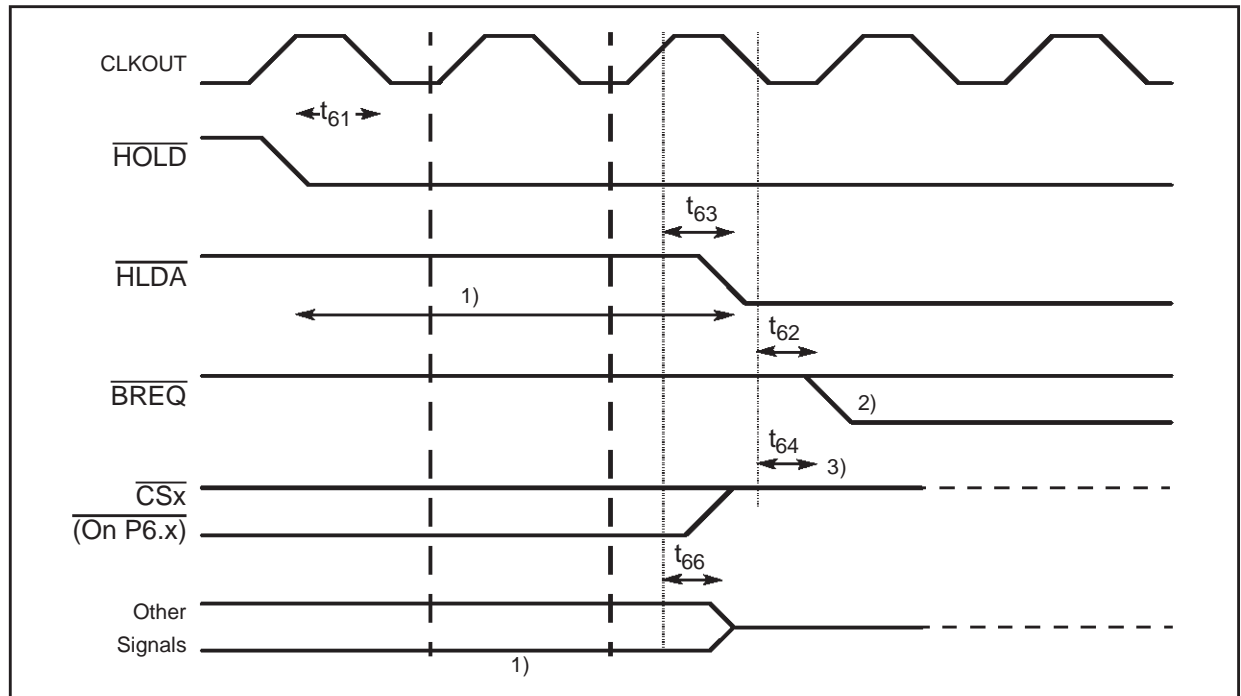 CLKOUT
t61
HOLD
t63
HLDA
1)
t62
BREQ
2)
t64
3)
CSx
(On P6.x)
t66
Other
Signals
1)